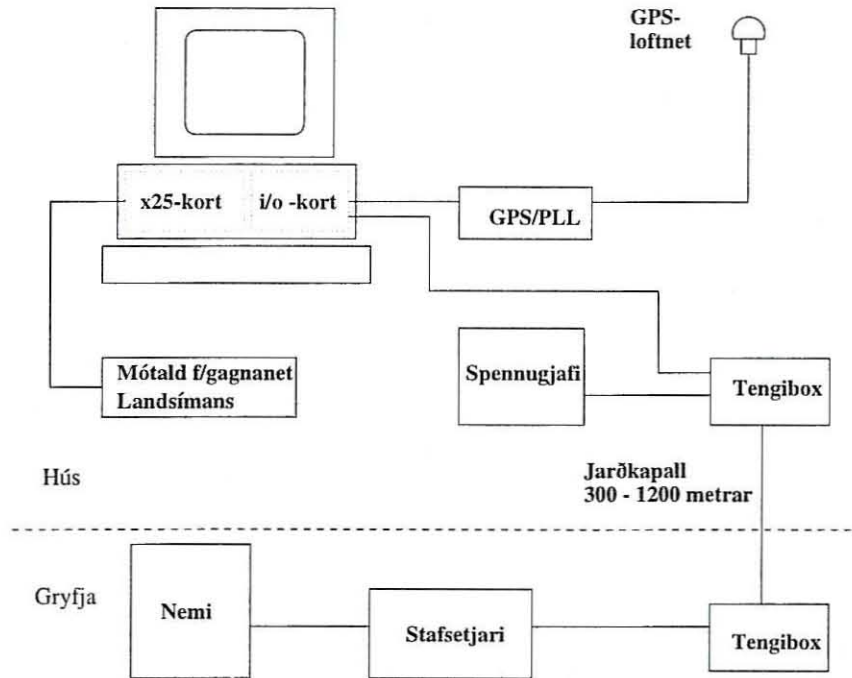 GPS-
loftnet
x25-kort
i/o -kort
GPS/PLL
Mótald f/gagnanet
Landsímans
Spennugjafi
Tengibox
Hús
Jarðkapall
300 - 1200 metrar
Gryfja
Nemi
Stafsetjari
Tengibox